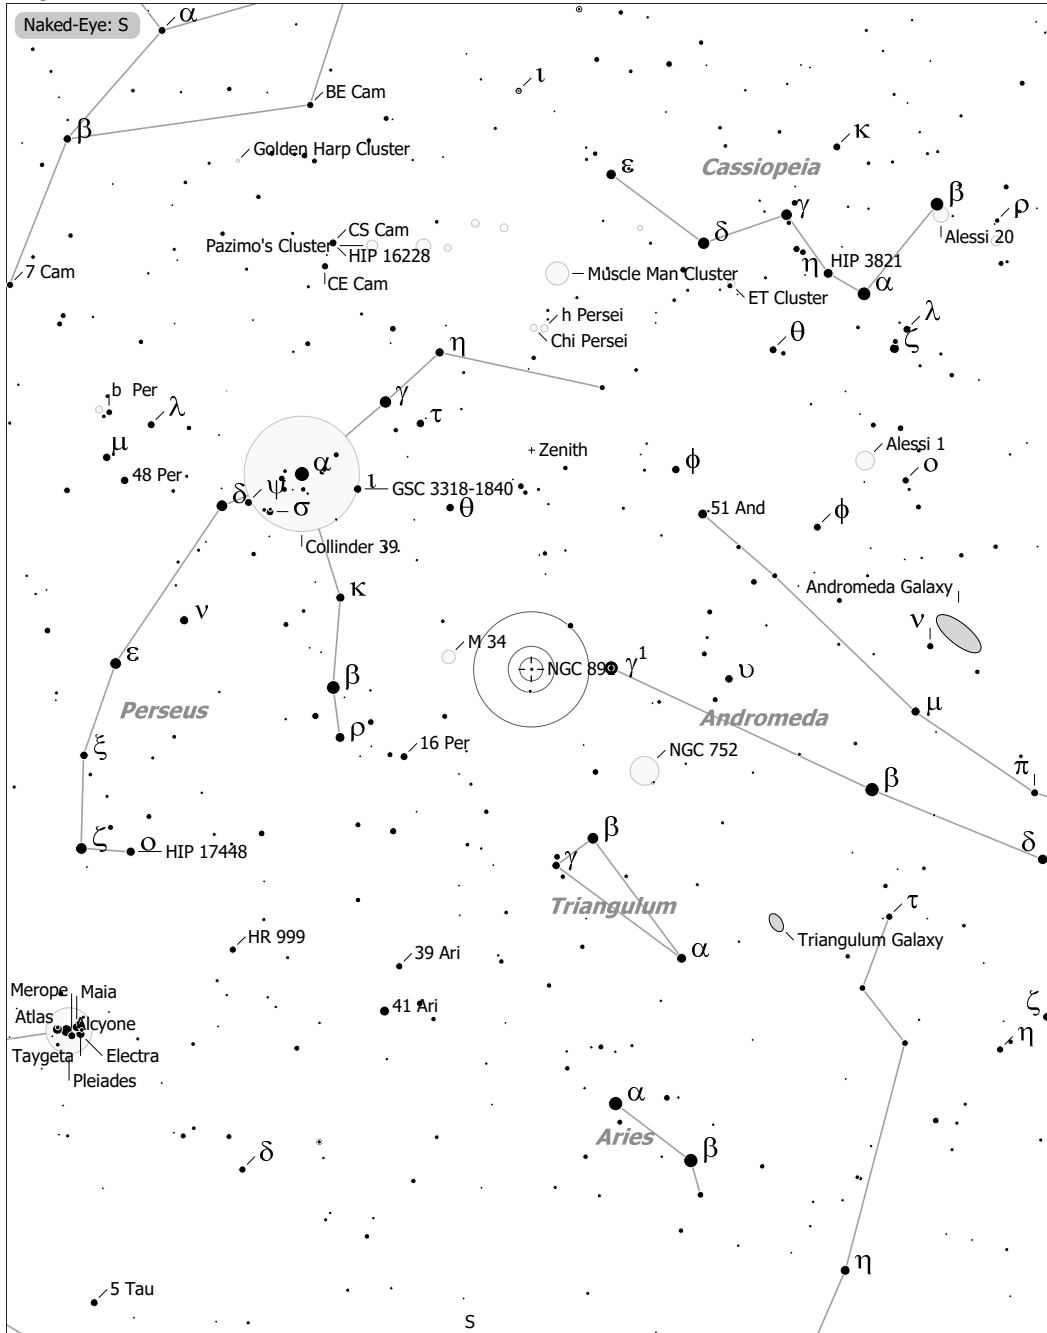 Naked-Eye: S
α
ι
BE Cam
β
κ
Golden Harp Cluster
ε
Cassiopeia
β
ρ
γ
CS Cam
δ
Alessi 20
Pazimo's Cluster
HIP 16228
η
HIP 3821
7 Cam
CE Cam
Muscle Man Cluster
α
ET Cluster
h Persei
λ
Chi Persei
θ
ζ
η
b Per
γ
λ
τ
μ
Zenith
Alessi 1
48 Per
α
φ
ο
δ
ψ
ι
GSC 3318-1840
σ
θ
51 And
φ
Collinder 39
κ
Andromeda Galaxy
ν
ν
M 34
ε
NGC 891
γ1
υ
β
Perseus
Andromeda
μ
ρ
16 Per
NGC 752
ξ
π
β
ζ
ο
HIP 17448
β
δ
γ
Triangulum
τ
HR 999
39 Ari
α
Triangulum Galaxy
Merope
Maia
41 Ari
ζ
Atlas
Alcyone
η
Taygeta
Electra
Pleiades
α
Aries
β
δ
η
5 Tau
S